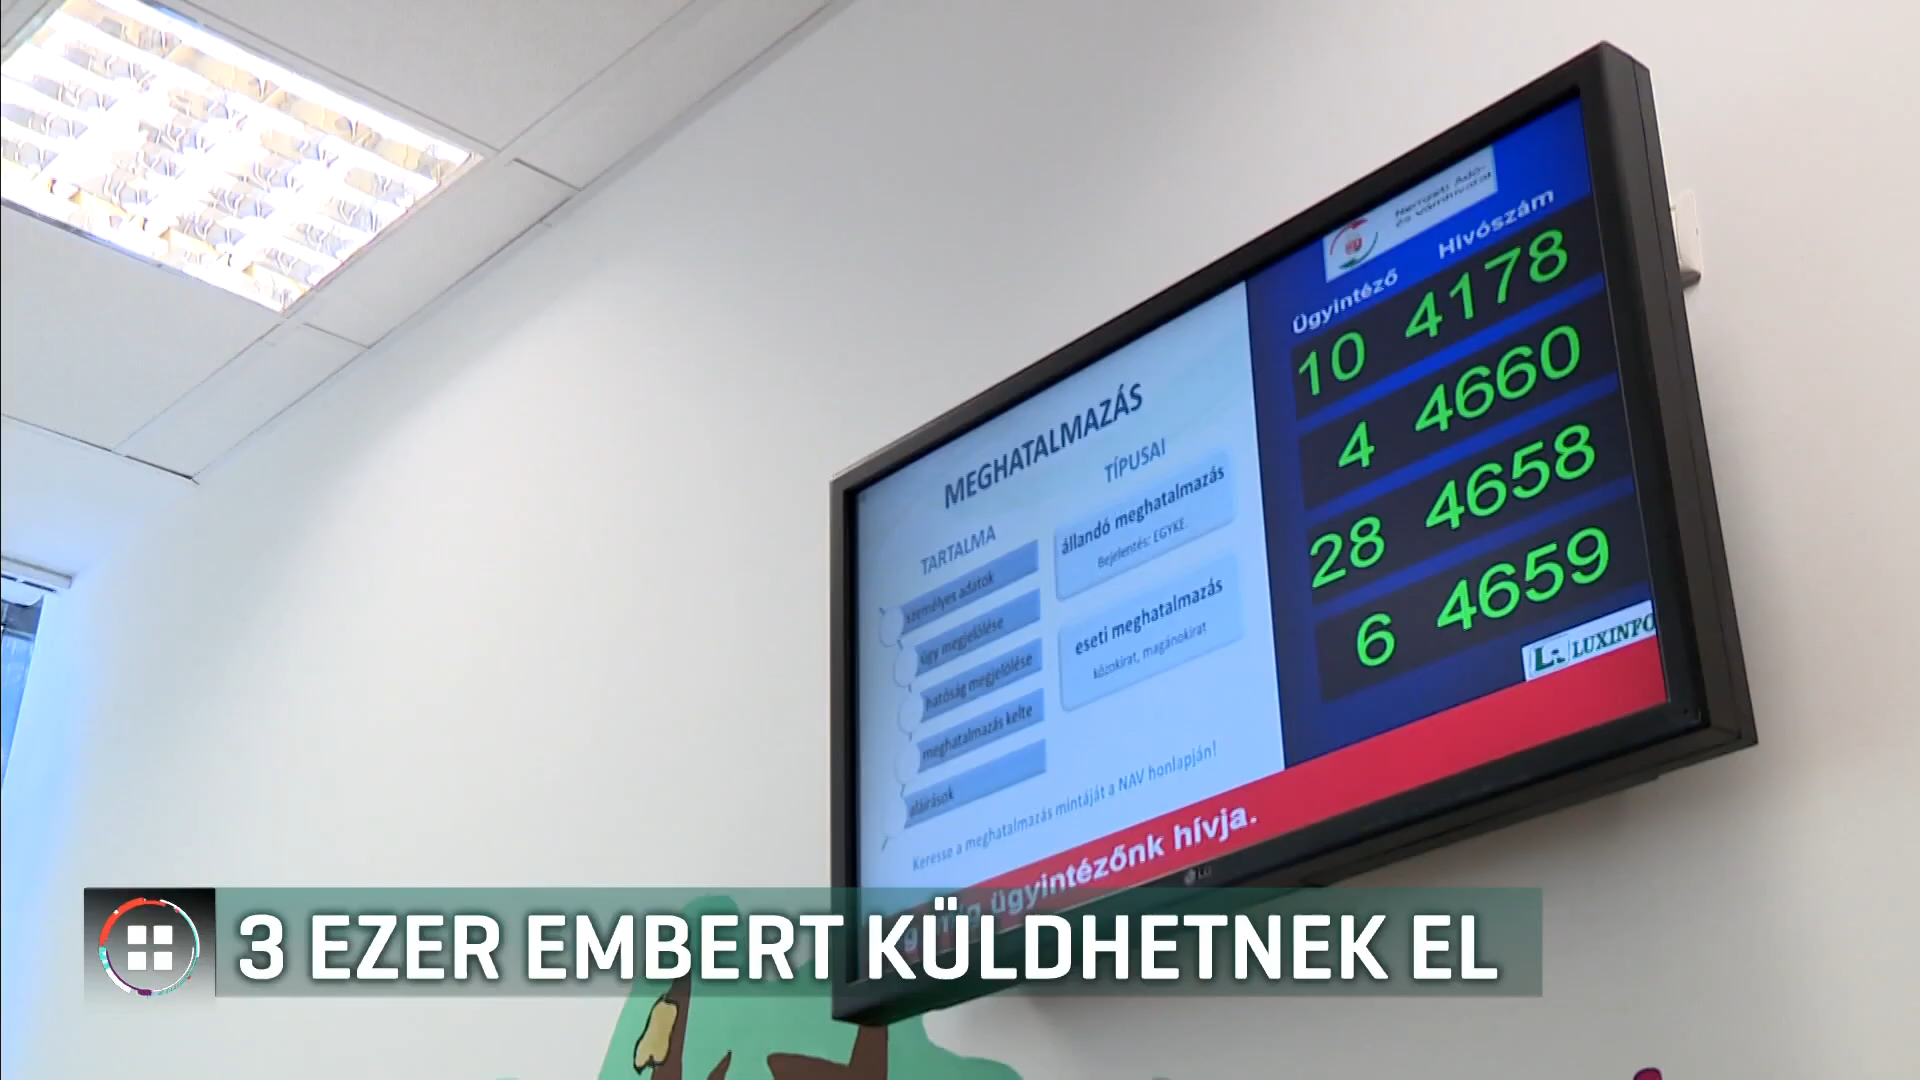 Nemzeti Adó-
és Vámhivatal
Ügyintéző Hívószám
10 4178
4 4660
28 4658
6 4659
LUXINFO
MEGHATALMAZÁS
TARTALMA
személyes adatok
ügy megjelölése
hatóság megjelölése
meghatalmazás kelte
aláírások
TÍPUSAI
állandó meghatalmazás
Bejelentés: EGYKE.
eseti meghatalmazás
közokirat, magánokirat
Keresse a meghatalmazás mintáját a NAV honlapján!
ügyintézőnk hívja.
LG
3 EZER EMBERT KÜLDHETNEK EL